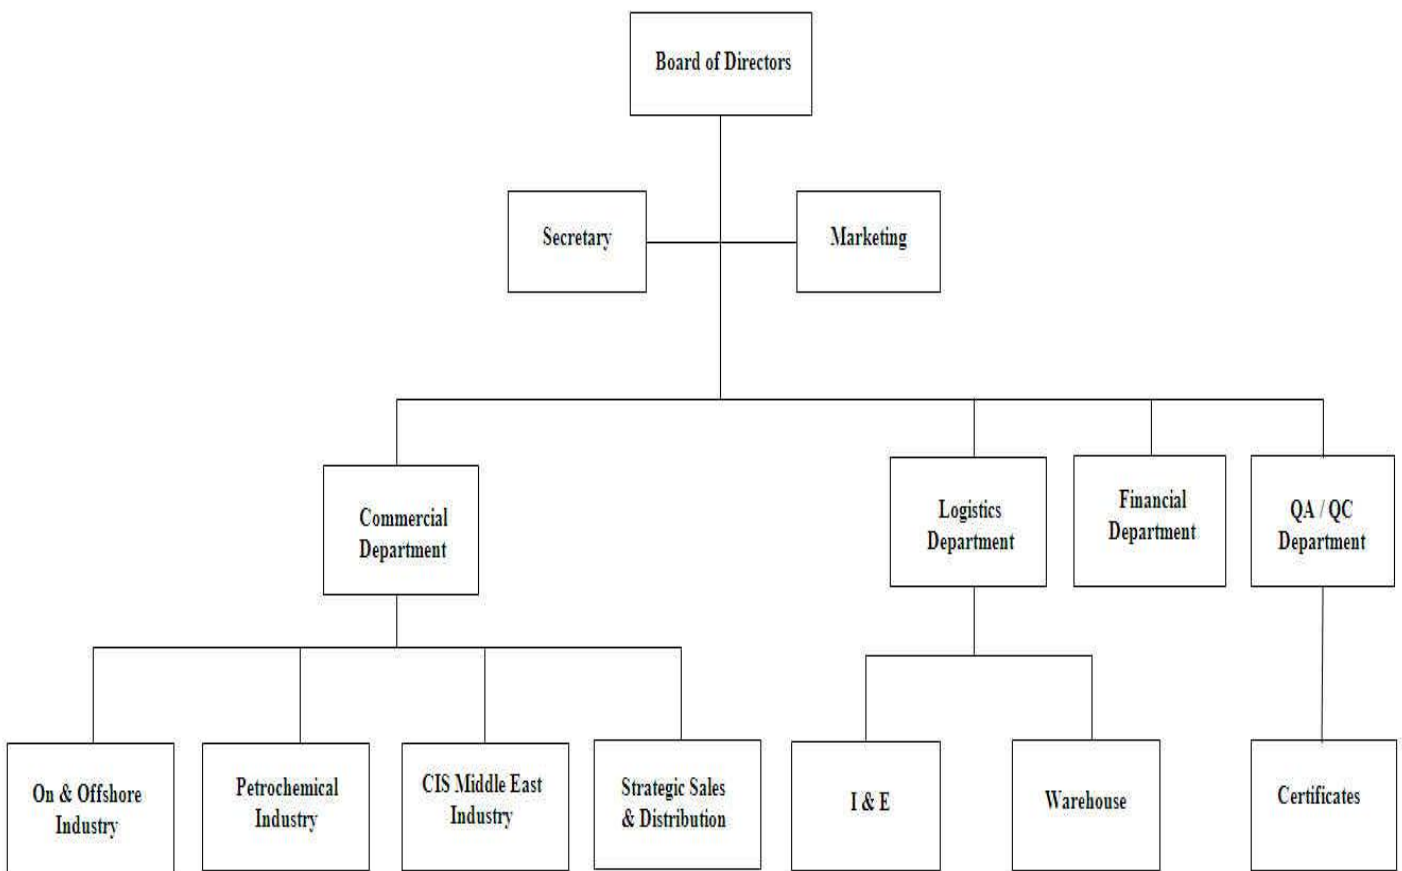 Board of Directors
Secretary
Marketing
Commercial
Department
Logistics
Department
Financial
Department
QA / QC
Department
On & Offshore
Industry
Petrochemical
Industry
CIS Middle East
Industry
Strategic Sales
& Distribution
I & E
Warehouse
Certificates